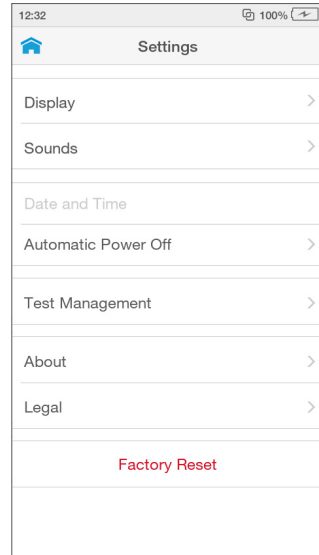 12:32 100%
Settings
Display
Sounds
Date and Time
Automatic Power Off
Test Management
About
Legal
Factory Reset